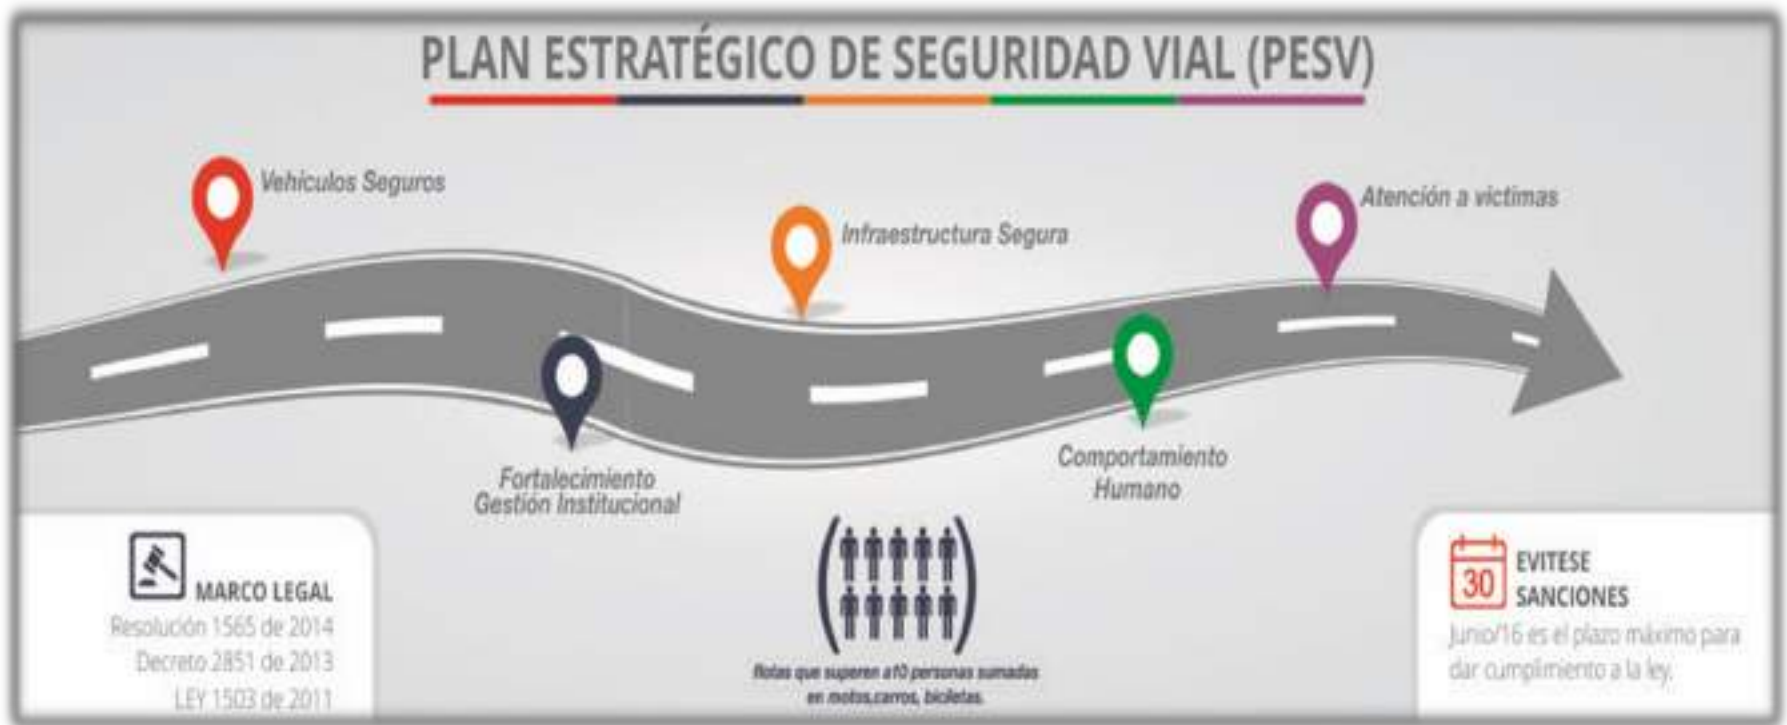 PLAN ESTRATÉGICO DE SEGURIDAD VIAL (PESV)
Vehículos Seguros
Infraestructura Segura
Atención a victimas
Fortalecimiento
Gestión Institucional
Comportamiento
Humano
MARCO LEGAL
Resolución 1565 de 2014
Decreto 2851 de 2013
LEY 1503 de 2011
flotas que superen a10 personas sumadas
en motos,carros, bicicletas.
30
EVITESE
SANCIONES
Junio/16 es el plazo máximo para
dar cumplimiento a la ley.